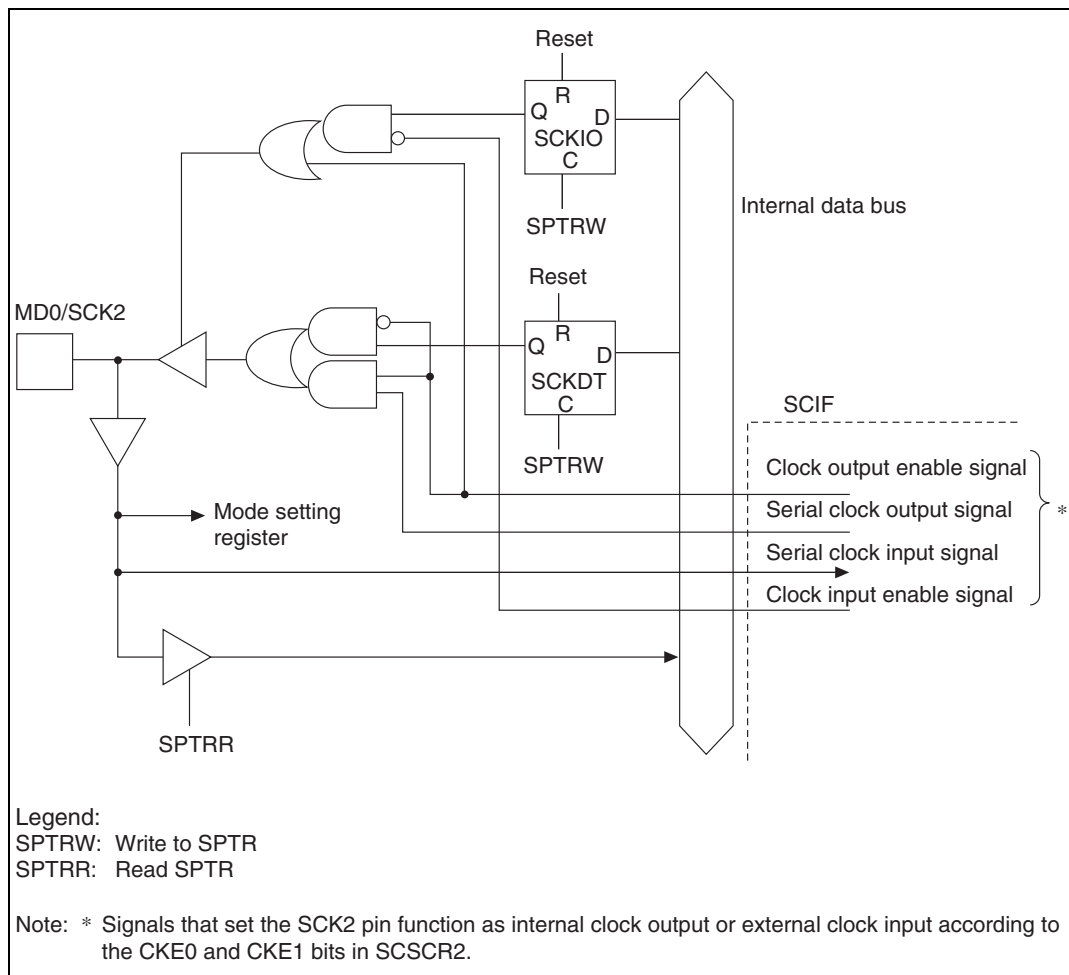 Reset
R
Q
D
SCKIO
C
SPTRW
Internal data bus
Reset
MD0/SCK2
R
Q
D
SCKDT
C
SPTRW
SCIF
Clock output enable signal
Serial clock output signal
*
Mode setting
register
Serial clock input signal
Clock input enable signal
SPTRR
Legend:
SPTRW: Write to SPTR
SPTRR: Read SPTR
Note: * Signals that set the SCK2 pin function as internal clock output or external clock input according to
the CKE0 and CKE1 bits in SCSCR2.